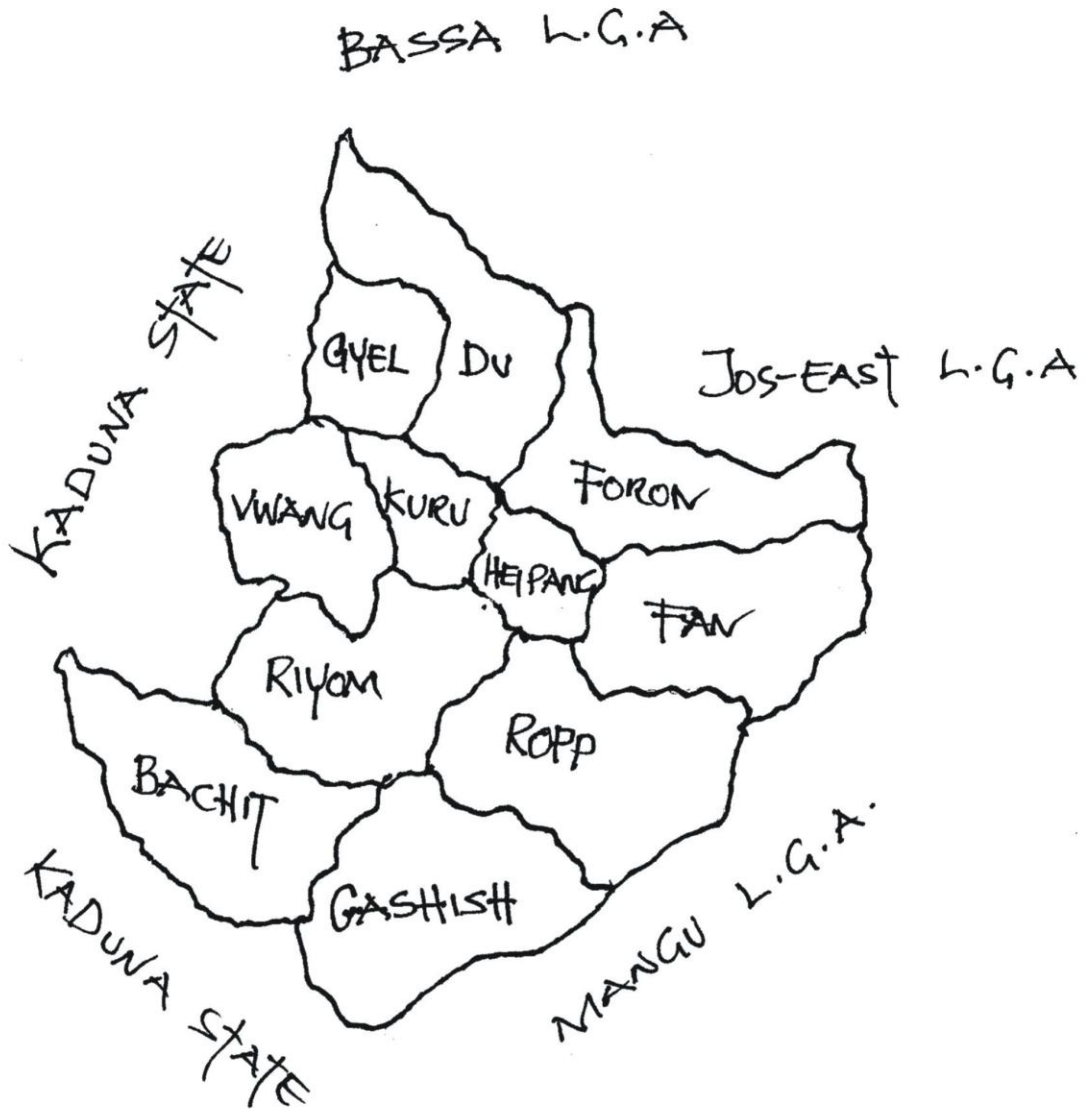 BASSA L.G.A
KADUNA STATE
GYEL
DU
JOS-EAST L.G.A
VWANG
KURU
FORON
HEIPANG
FAN
RIYOM
ROPP
BACHIT
GASHISH
KADUNA STATE
MANGU L.G.A.